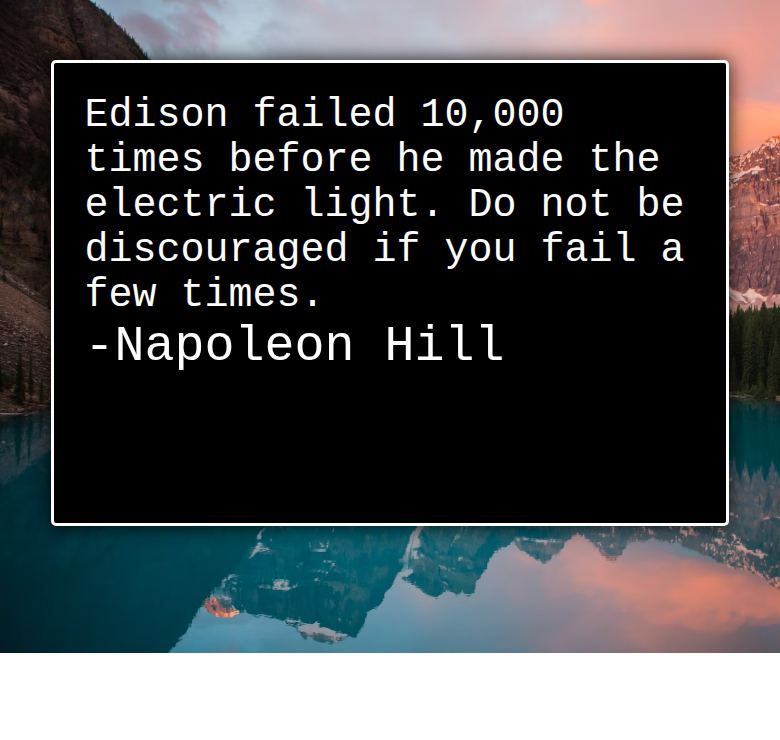 Edison failed 10,000
times before he made the
electric light. Do not be
discouraged if you fail a
few times.
-Napoleon Hill